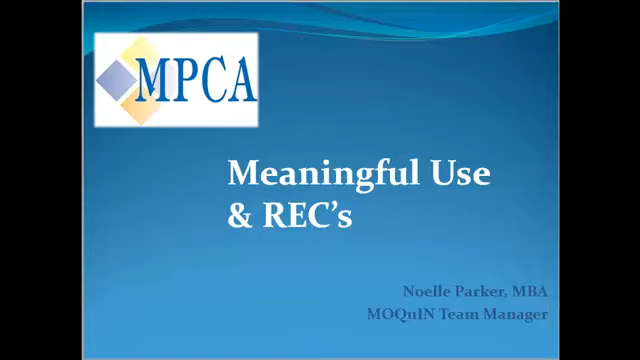 MPCA
Meaningful Use
& REC's
Noelle Parker, MBA
MOQuIN Team Manager